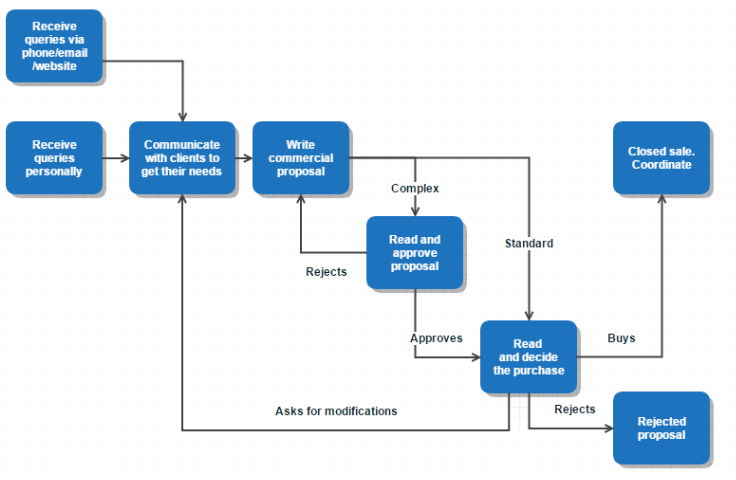 Receive
queries via
phone/email
/website
Receive
queries
personally
Communicate
with clients to
get their needs
Write
commercial
proposal
Closed sale.
Coordinate
Complex
Read and
approve
proposal
Standard
Rejects
Approves
Read
and decide
the purchase
Buys
Asks for modifications
Rejects
Rejected
proposal